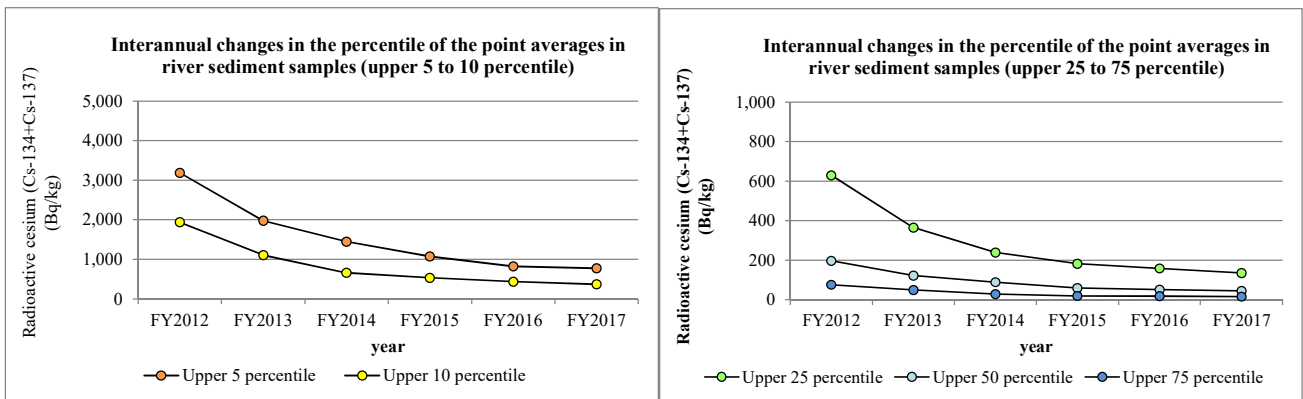 Interannual changes in the percentile of the point averages in
river sediment samples (upper 5 to 10 percentile)
Radioactive cesium (Cs-134+Cs-137)
(Bq/kg)
5,000
4,000
3,000
2,000
1,000
0
FY2012 FY2013 FY2014 FY2015 FY2016 FY2017
year
Upper 5 percentile Upper 10 percentile
Interannual changes in the percentile of the point averages in
river sediment samples (upper 25 to 75 percentile)
Radioactive cesium (Cs-134+Cs-137)
(Bq/kg)
1,000
800
600
400
200
0
FY2012 FY2013 FY2014 FY2015 FY2016 FY2017
year
Upper 25 percentile Upper 50 percentile Upper 75 percentile